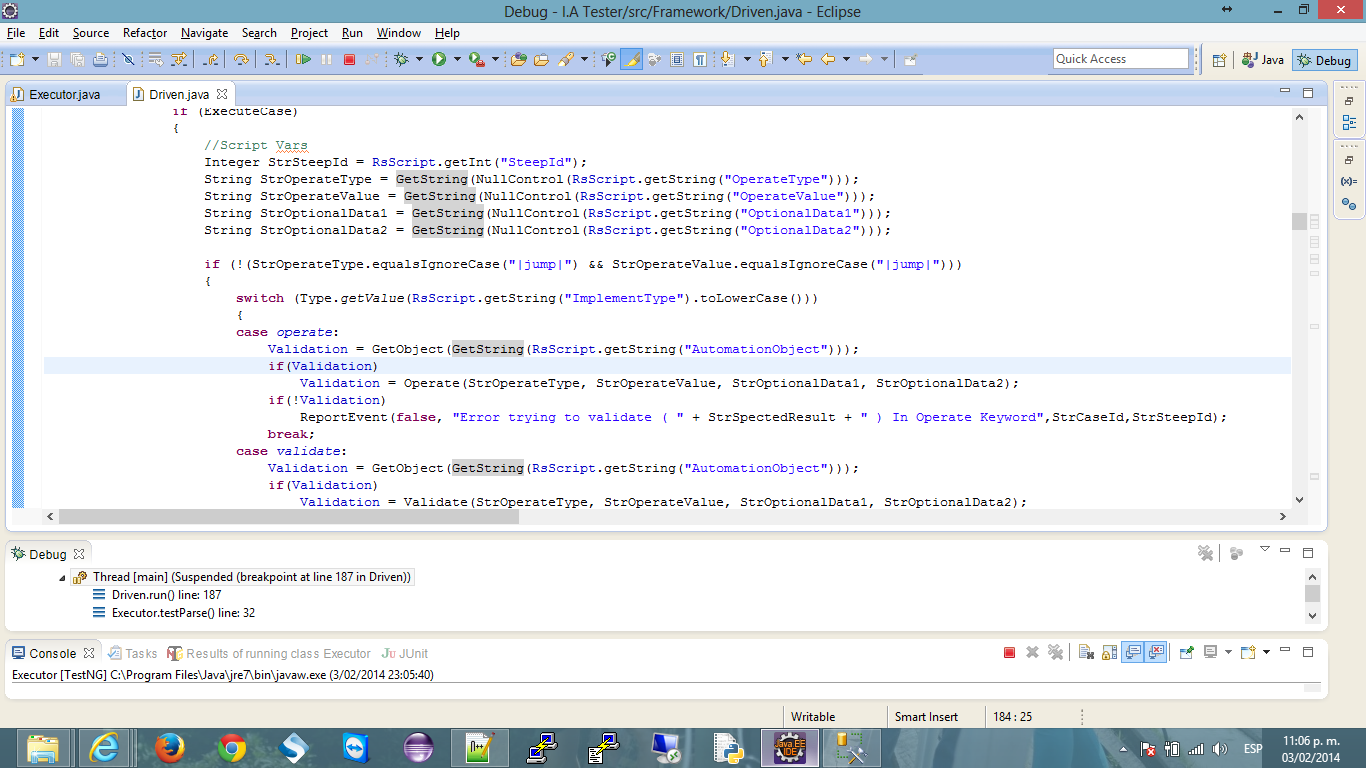 Debug - I.A Tester/src/Framework/Driven.java - Eclipse
File Edit Source Refactor Navigate Search Project Run Window Help
Quick Access
Java
Debug
Executor.java
Driven.java
if (ExecuteCase)
{
//Script Vars
Integer StrSteepId = RsScript.getInt("SteepId");
String StrOperateType = GetString(NullControl(RsScript.getString("OperateType")));
String StrOperateValue = GetString(NullControl(RsScript.getString("OperateValue")));
String StrOptionalData1 = GetString(NullControl(RsScript.getString("OptionalData1")));
String StrOptionalData2 = GetString(NullControl(RsScript.getString("OptionalData2")));
if (!(StrOperateType.equalsIgnoreCase("|jump|") && StrOperateValue.equalsIgnoreCase("|jump|")))
{
switch (Type.getValue(RsScript.getString("ImplementType").toLowerCase()))
{
case operate:
Validation = GetObject(GetString(RsScript.getString("AutomationObject")));
if(Validation)
Validation = Operate(StrOperateType, StrOperateValue, StrOptionalData1, StrOptionalData2);
if(!Validation)
ReportEvent(false, "Error trying to validate ( " + StrSpectedResult + " ) In Operate Keyword",StrCaseId,StrSteepId);
break;
case validate:
Validation = GetObject(GetString(RsScript.getString("AutomationObject")));
if(Validation)
Validation = Validate(StrOperateType, StrOperateValue, StrOptionalData1, StrOptionalData2);
Debug
Thread [main] (Suspended (breakpoint at line 187 in Driven))
Driven.run() line: 187
Executor.testParse() line: 32
Console
Tasks
Results of running class Executor
JUnit
Executor [TestNG] C:\Program Files\Java\jre7\bin\javaw.exe (3/02/2014 23:05:40)
Writable
Smart Insert
184 : 25
Java EE
IDE
ESP
11:06 p. m.
03/02/2014